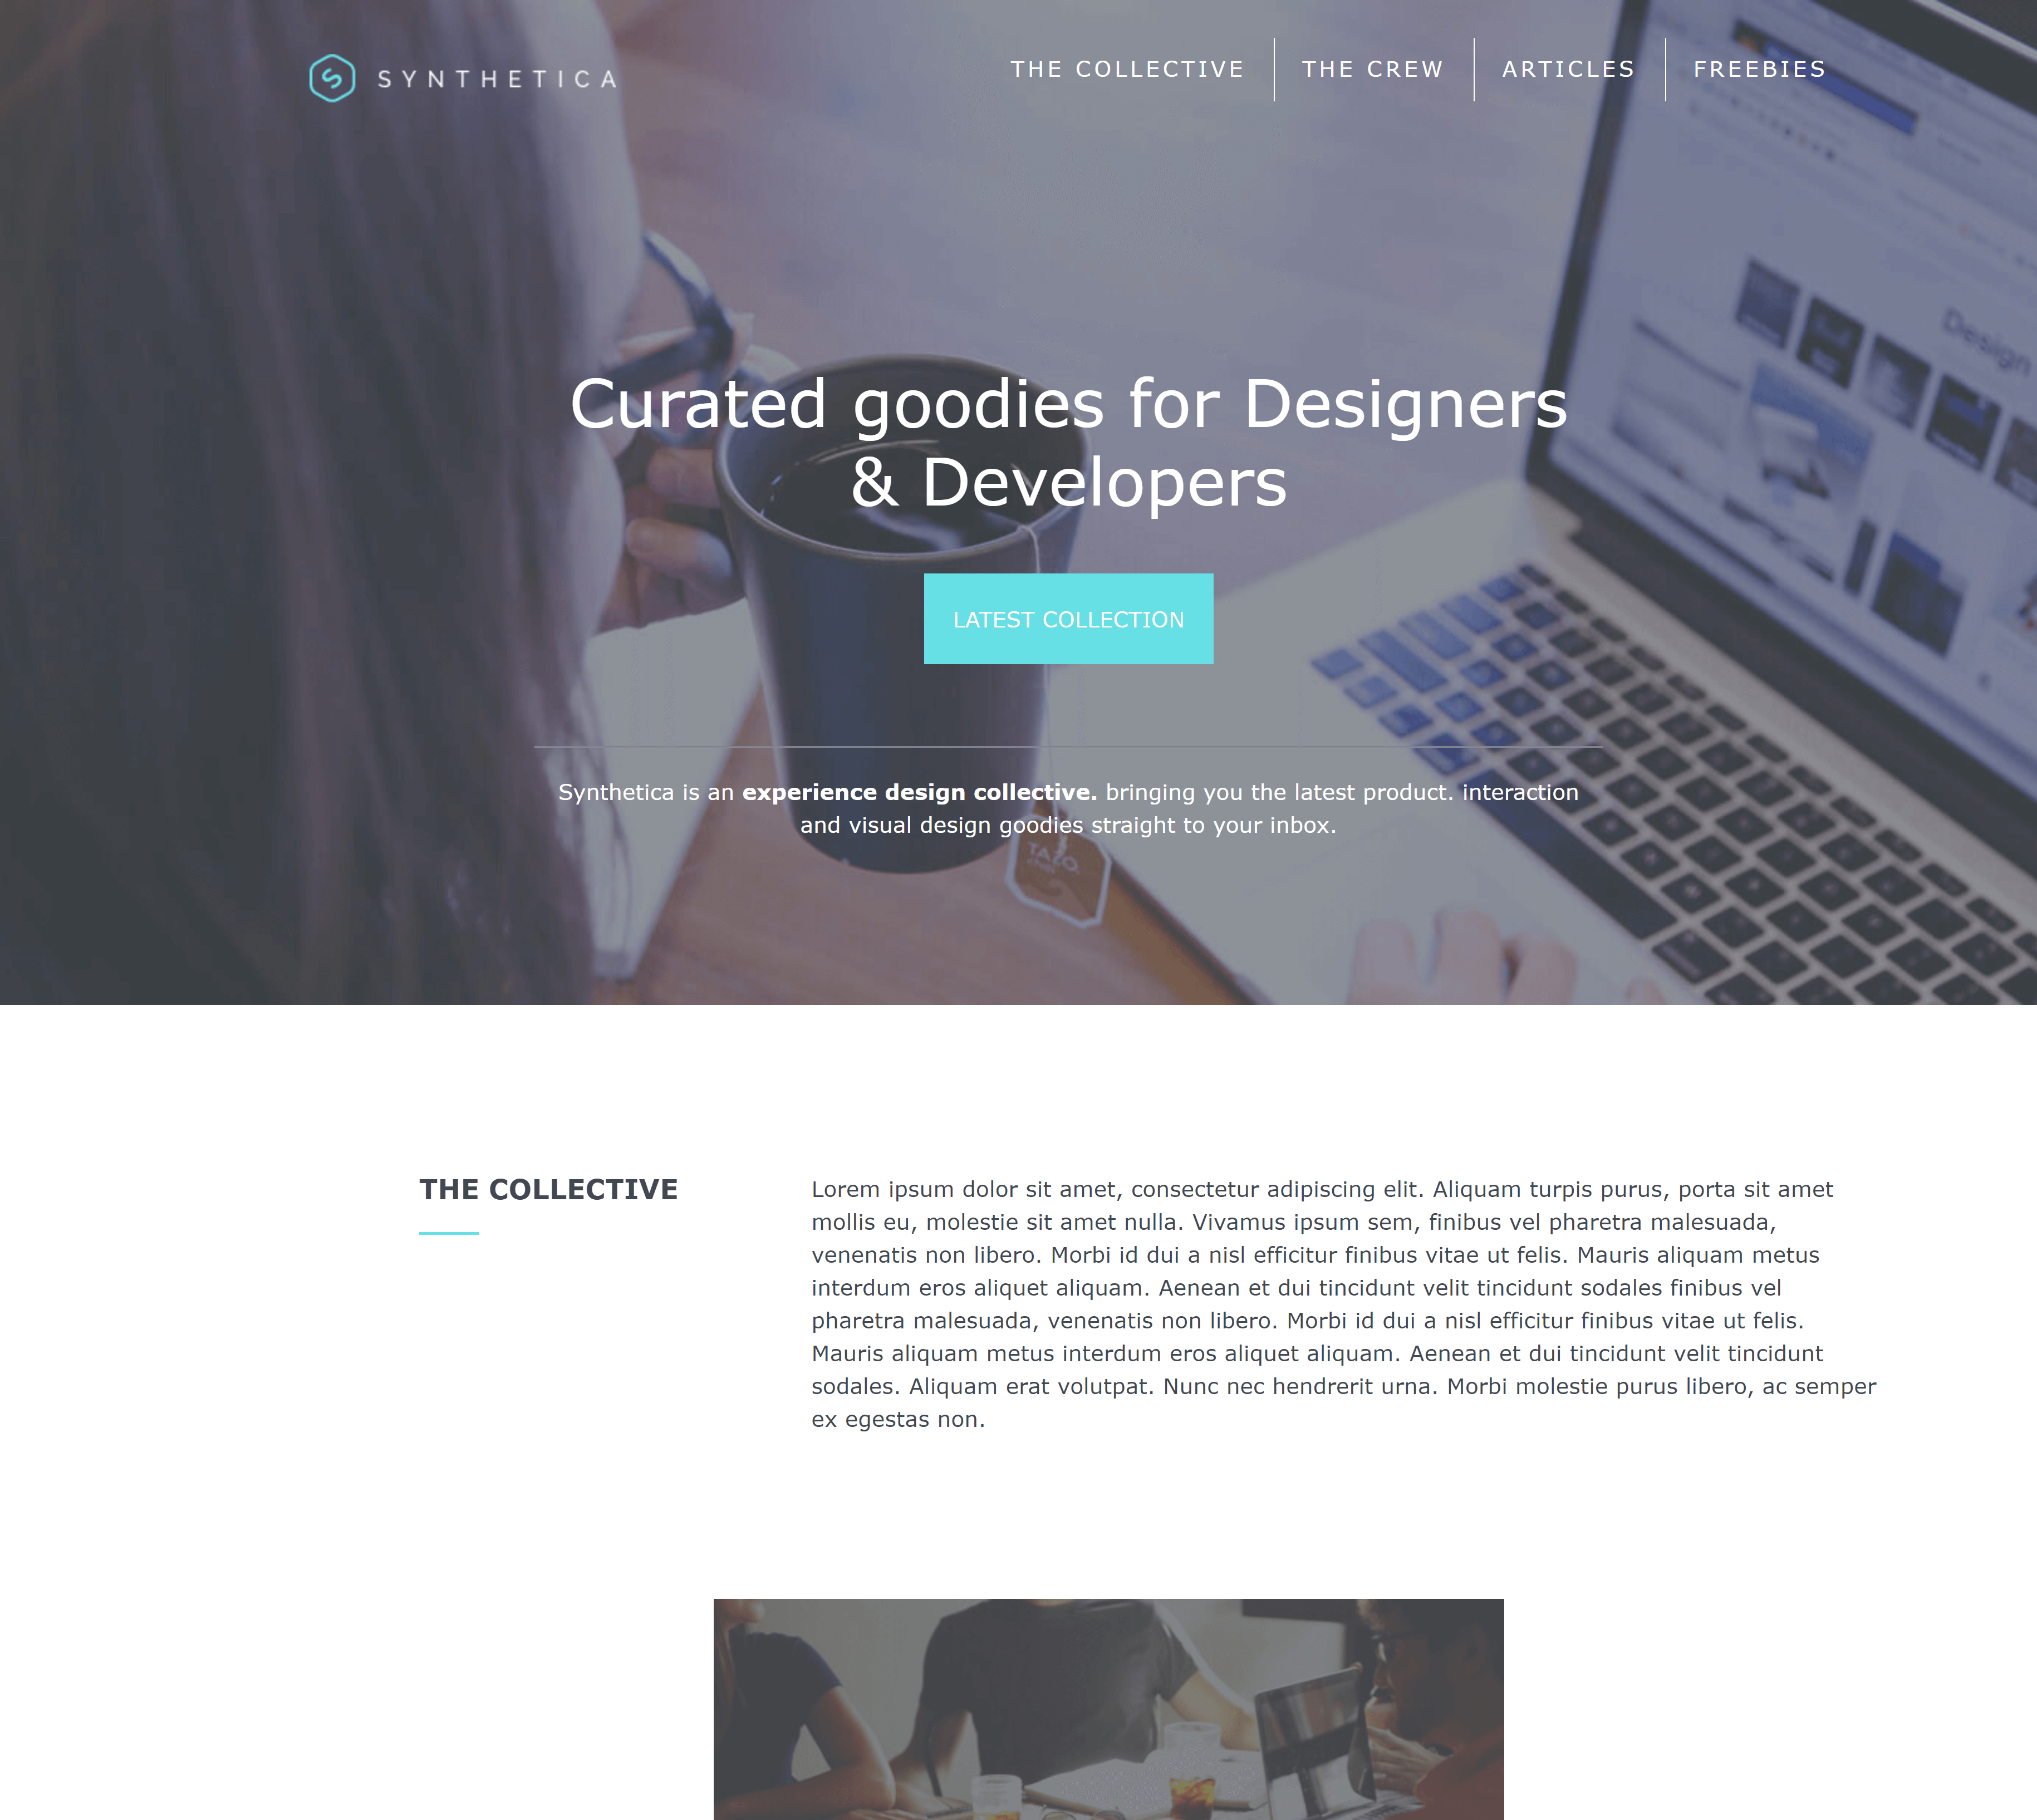 SYNTHETICA
THE COLLECTIVE
THE CREW
ARTICLES
FREEBIES
Design
Curated goodies for Designers
& Developers
LATEST COLLECTION
Synthetica is an experience design collective. bringing you the latest product. interaction
and visual design goodies straight to your inbox.
TAZO
THE COLLECTIVE
Lorem ipsum dolor sit amet, consectetur adipiscing elit. Aliquam turpis purus, porta sit amet
mollis eu, molestie sit amet nulla. Vivamus ipsum sem, finibus vel pharetra malesuada,
venenatis non libero. Morbi id dui a nisl efficitur finibus vitae ut felis. Mauris aliquam metus
interdum eros aliquet aliquam. Aenean et dui tincidunt velit tincidunt sodales finibus vel
pharetra malesuada, venenatis non libero. Morbi id dui a nisl efficitur finibus vitae ut felis.
Mauris aliquam metus interdum eros aliquet aliquam. Aenean et dui tincidunt velit tincidunt
sodales. Aliquam erat volutpat. Nunc nec hendrerit urna. Morbi molestie purus libero, ac semper
ex egestas non.